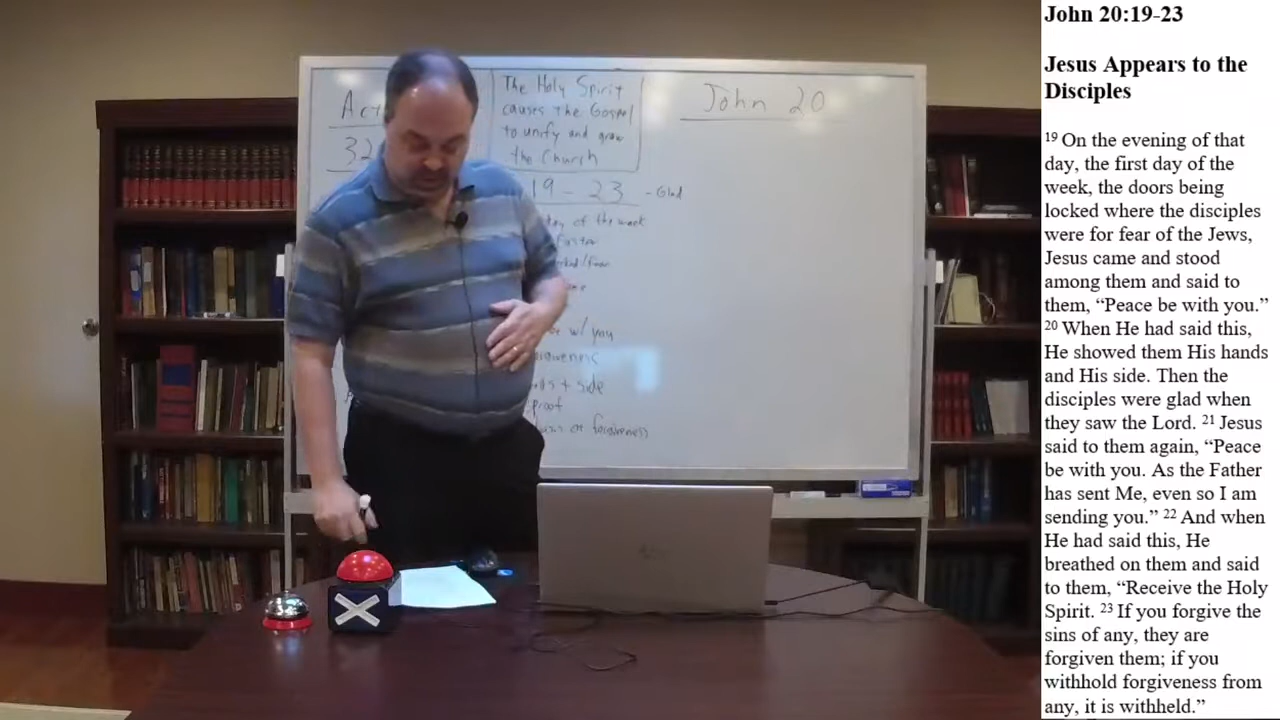 Act
32
The Holy Spirit
causes the Gospel
to unify and grow
the Church
John 20
19 - 23 - Glad
day of the week
w/ you
+ side
proof
on forgiveness
John 20:19-23
Jesus Appears to the
Disciples
19 On the evening of that
day, the first day of the
week, the doors being
locked where the disciples
were for fear of the Jews,
Jesus came and stood
among them and said to
them, “Peace be with you.”
20 When He had said this,
He showed them His hands
and His side. Then the
disciples were glad when
they saw the Lord. 21 Jesus
said to them again, “Peace
be with you. As the Father
has sent Me, even so I am
sending you.” 22 And when
He had said this, He
breathed on them and said
to them, “Receive the Holy
Spirit. 23 If you forgive the
sins of any, they are
forgiven them; if you
withhold forgiveness from
any, it is withheld.”